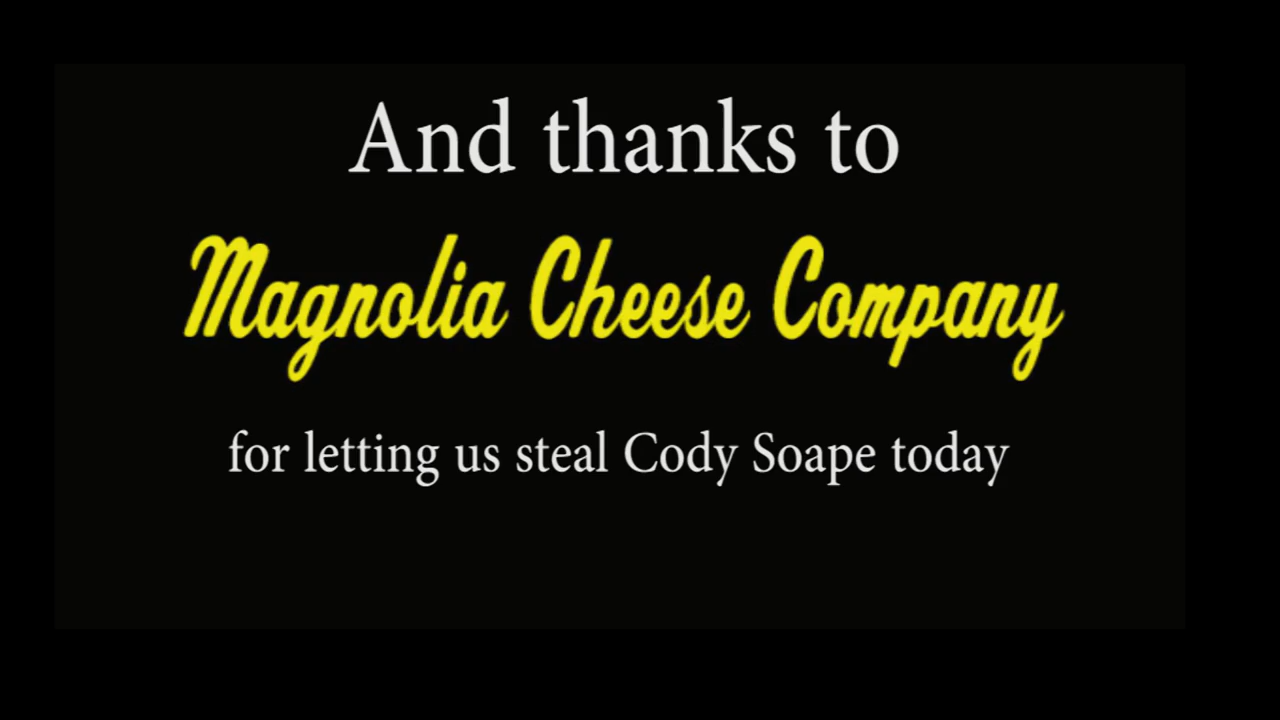 And thanks to
Magnolia Cheese Company
for letting us steal Cody Soape today